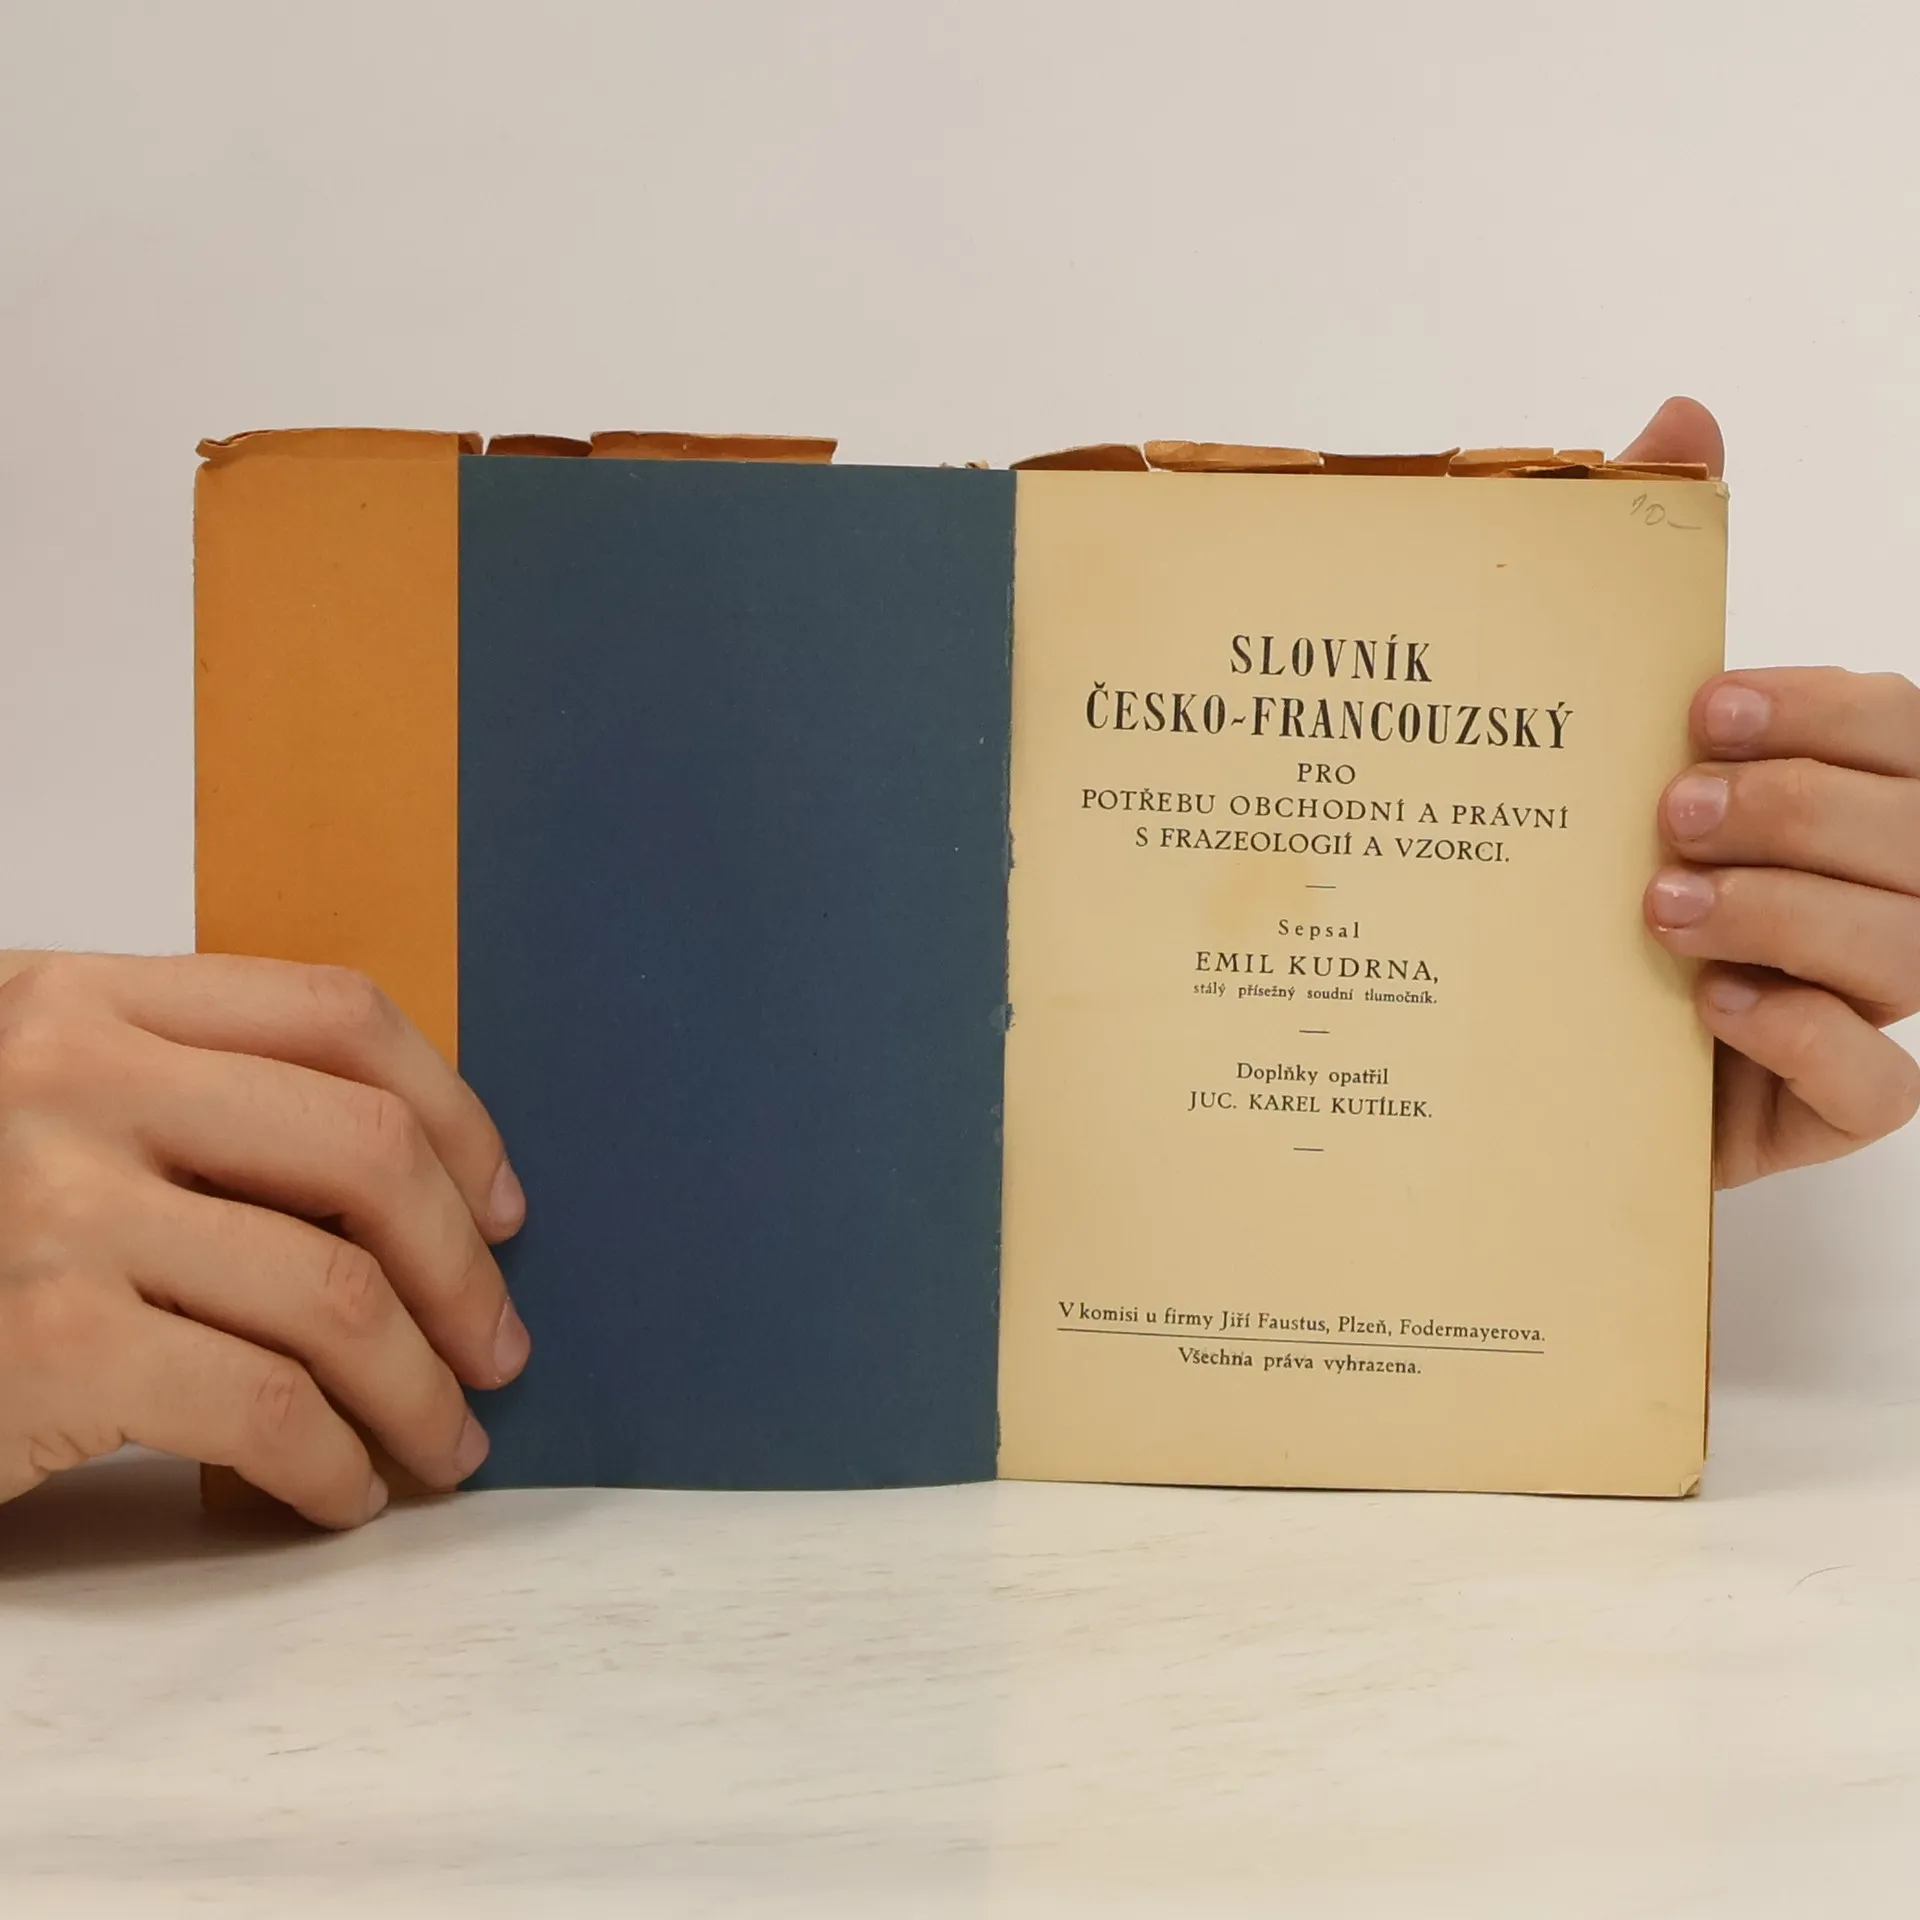 10—
SLOVNÍK
ČESKO-FRANCOUZSKÝ
PRO
POTŘEBU OBCHODNÍ A PRÁVNÍ
S FRAZEOLOGIÍ A VZORCI.
Sepsal
EMIL KUDRNA,
stálý přísežný soudní tlumočník.
Doplňky opatřil
JUC. KAREL KUTÍLEK.
V komisi u firmy Jiří Faustus, Plzeň, Fodermayerova.
Všechna práva vyhrazena.